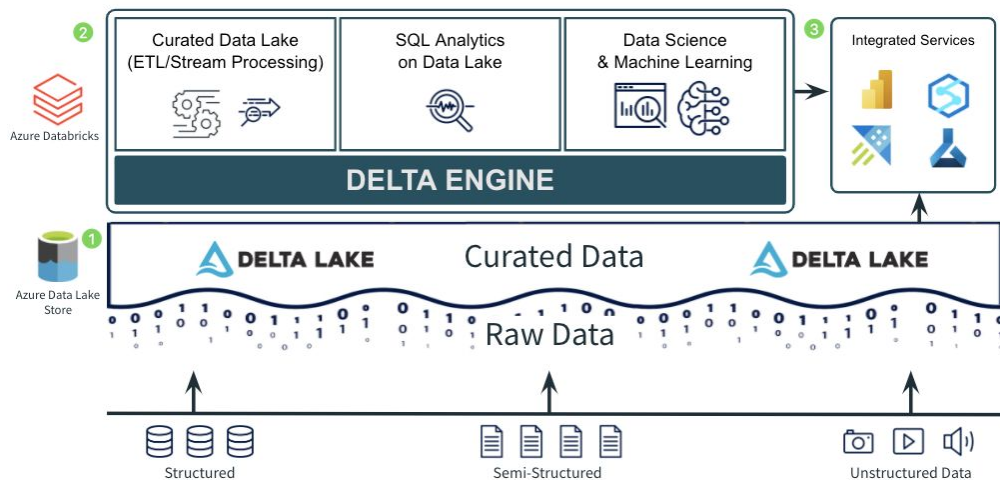 2
Curated Data Lake
(ETL/Stream Processing)
SQL Analytics
on Data Lake
Data Science
& Machine Learning
3
Integrated Services
Azure Databricks
DELTA ENGINE
1
Azure Data Lake
Store
DELTA LAKE
Curated Data
DELTA LAKE
Raw Data
Structured
Semi-Structured
Unstructured Data